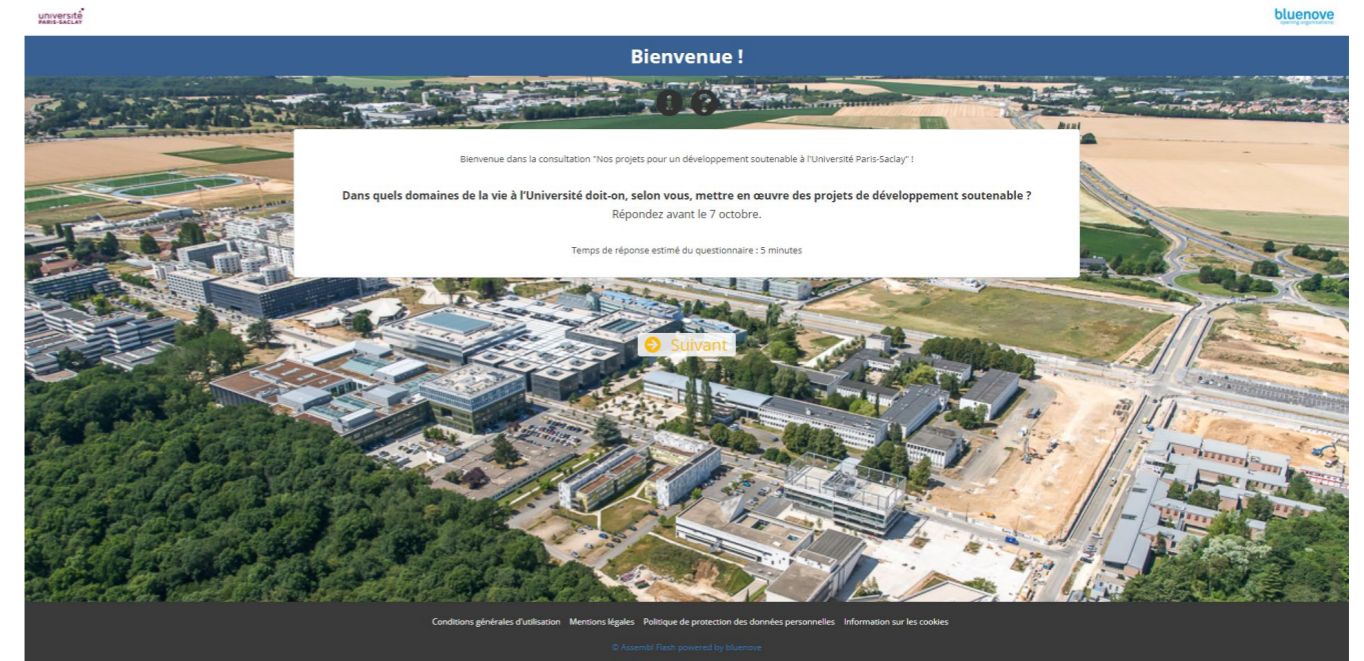 université
PARIS-SACLAY
bluenove
opening organizations
Bienvenue !
Bienvenue dans la consultation "Nos projets pour un développement soutenable à l'Université Paris-Saclay" !
Dans quels domaines de la vie à l’Université doit-on, selon vous, mettre en œuvre des projets de développement soutenable ?
Répondez avant le 7 octobre.
Temps de réponse estimé du questionnaire : 5 minutes
Suivant
Conditions générales d'utilisation Mentions légales Politique de protection des données personnelles Information sur les cookies
© Assembl Flash powered by bluenove